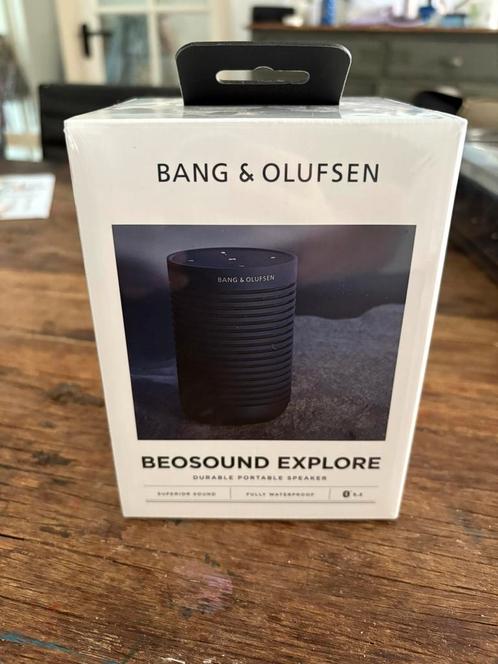 BANG & OLUFSEN
BANG & OLUFSEN
BEOSOUND EXPLORE
DURABLE PORTABLE SPEAKER
SUPERIOR SOUND | FULLY WATERPROOF | 5.2